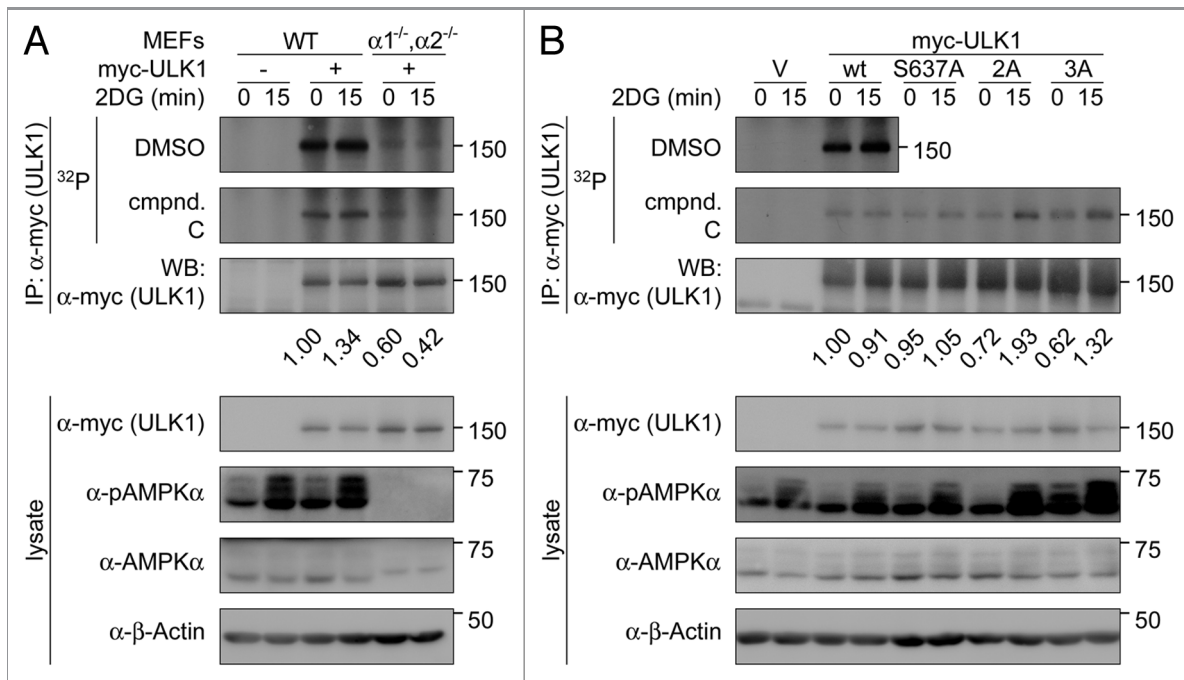 A
MEFs WT α1-/-,α2-/-
myc-ULK1 - + +
2DG (min) 0 15 0 15 0 15
IP: α-myc (ULK1)
32P
DMSO 150
cmpnd.
C 150
WB:
α-myc (ULK1) 150
1.00 1.34 0.60 0.42
lysate
α-myc (ULK1) 150
α-pAMPKα 75
α-AMPKα 75
α-β-Actin 50
B
myc-ULK1
V wt S637A 2A 3A
2DG (min) 0 15 0 15 0 15 0 15 0 15
IP: α-myc (ULK1)
32P
DMSO 150
cmpnd.
C 150
WB:
α-myc (ULK1) 150
1.00 0.91 0.95 1.05 0.72 1.93 0.62 1.32
lysate
α-myc (ULK1) 150
α-pAMPKα 75
α-AMPKα 75
α-β-Actin 50